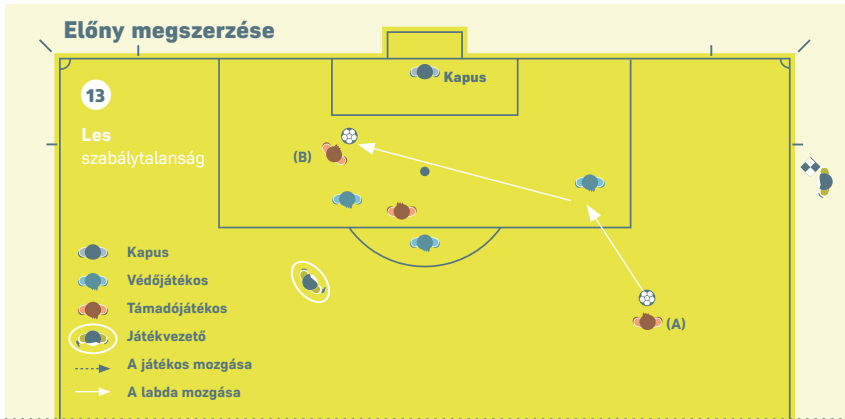 Előny megszerzése
Kapus
13
Les
szabálytalanság
(B)
Kapus
Védőjátékos
Támadójátékos
Játékvezető
(A)
A játékos mozgása
A labda mozgása